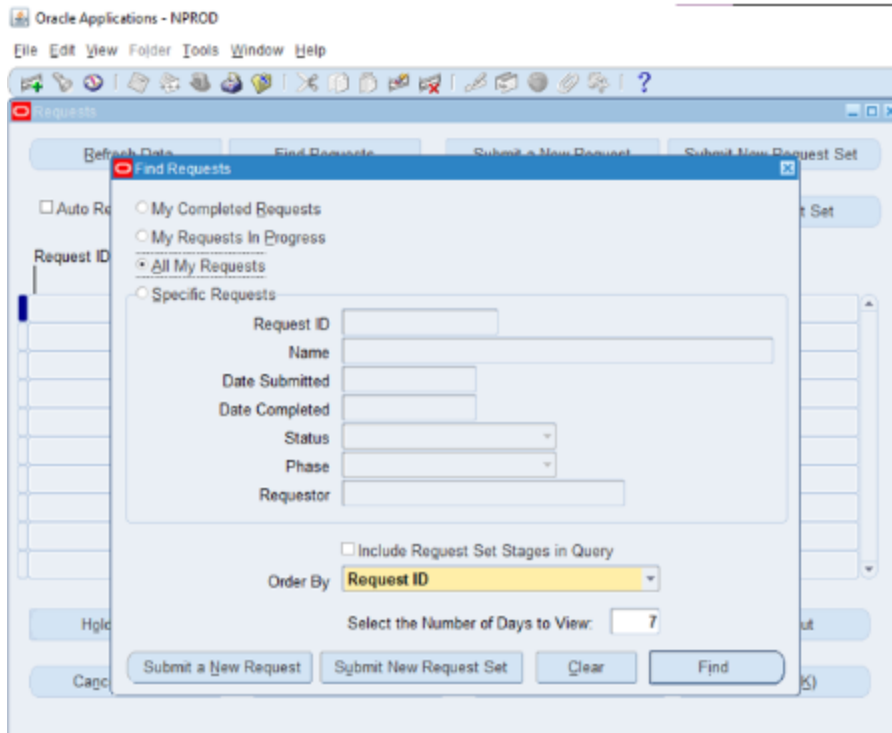 Oracle Applications - NPROD
File Edit View Folder Tools Window Help
Requests
Refresh Data Find Requests Submit a New Request Submit New Request Set
Find Requests
Auto Re
t Set
My Completed Requests
My Requests In Progress
Request ID
All My Requests
Specific Requests
Request ID
Name
Date Submitted
Date Completed
Status
Phase
Requestor
Include Request Set Stages in Query
Order By Request ID
Select the Number of Days to View: 7
Hold
ut
Submit a New Request Submit New Request Set Clear Find
Canc
K)